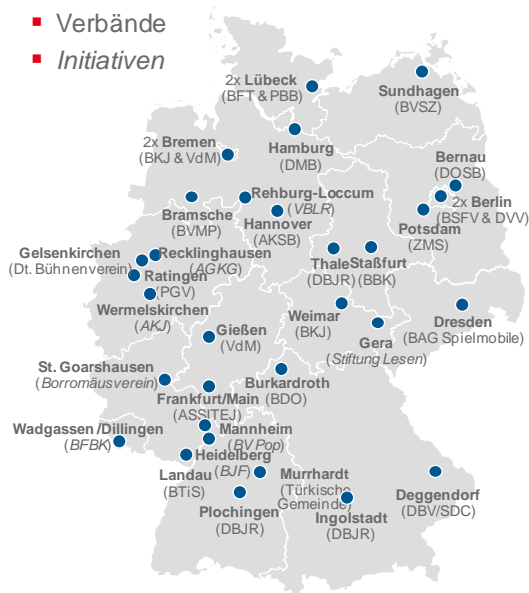 Verbände
Initiativen
2x Lübeck
(BFT & PBB)
Sundhagen
(BVSZ)
2x Bremen
(BKJ & VdM)
Hamburg
(DMB)
Bernau
(DOSB)
2x Berlin
(BSFV & DVV)
Potsdam
(ZMS)
Rehburg-Loccum
(VBLR)
Bramsche
(BVMP)
Hannover
(AKSB)
Gelsenkirchen
(Dt. Bühnenverein)
Recklinghausen
(AGKG)
Ratingen
(PGV)
Wermelskirchen
(AKJ)
Thale
(DBJR)
Staßfurt
(BBK)
Weimar
(BKJ)
Gera
(Stiftung Lesen)
Dresden
(BAG Spielmobile)
Gießen
(VdM)
St. Goarshausen
(Borromäusverein)
Burkardroth
(BDO)
Frankfurt/Main
(ASSITEJ)
Wadgassen /Dillingen
(BFBK)
Mannheim
(BV Pop)
Heidelberg
(BJF)
Landau
(BTiS)
Murrhardt
(Türkische
Gemeinde)
Plochingen
(DBJR)
Ingolstadt
(DBJR)
Deggendorf
(DBV/SDC)